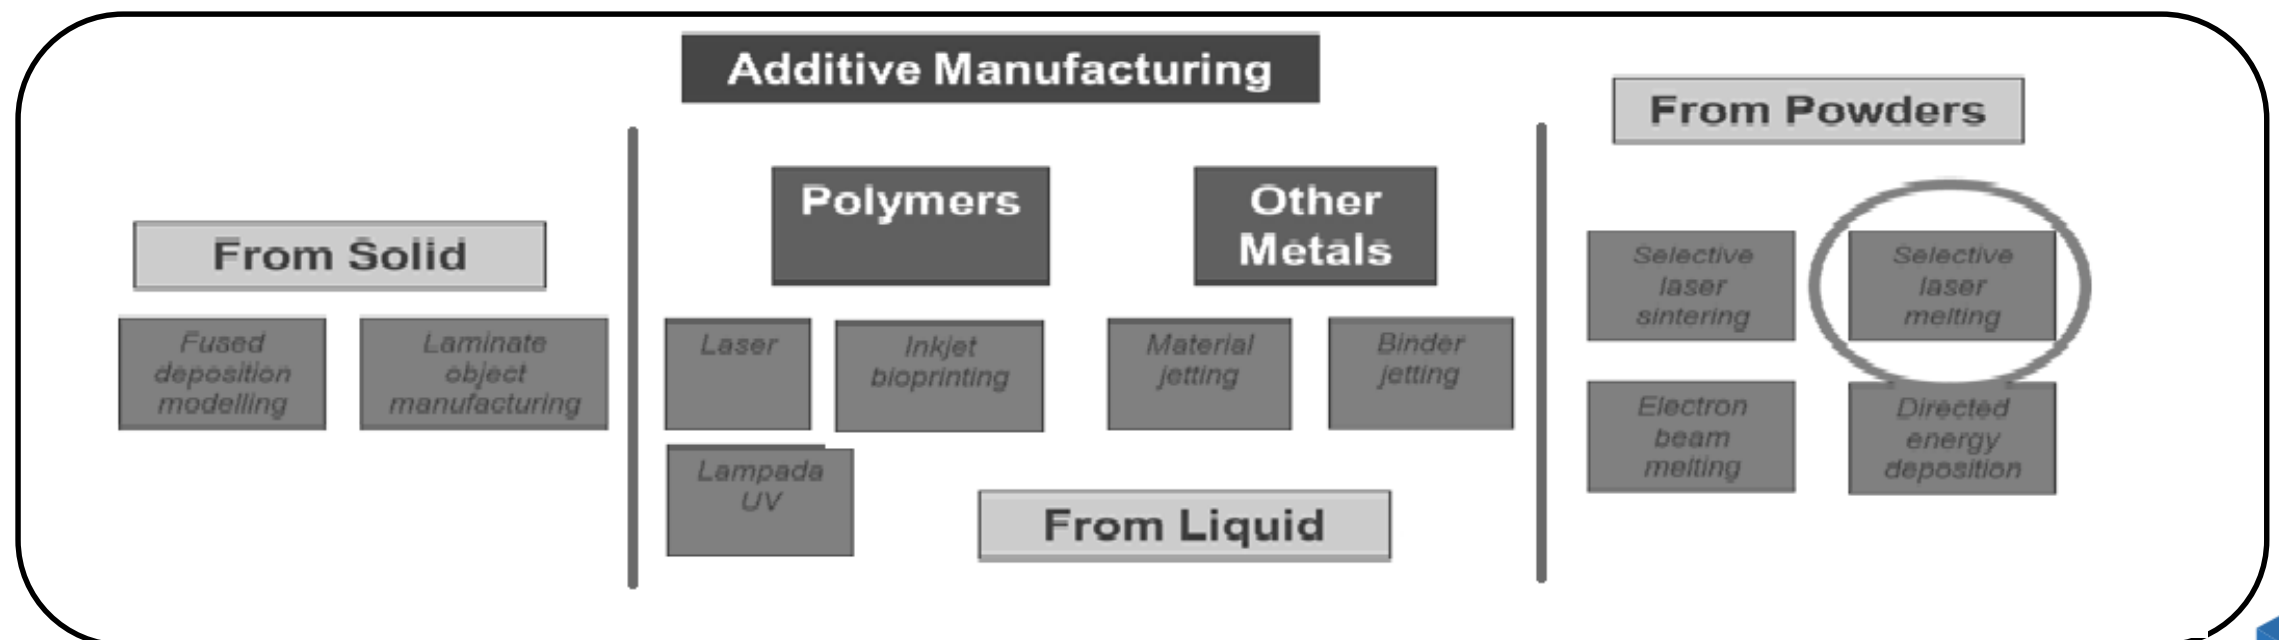 Additive Manufacturing
From Solid
Fused
deposition
modelling
Laminate
object
manufacturing
Polymers
Other
Metals
Laser
Inkjet
bioprinting
Material
jetting
Binder
jetting
Lampada
UV
From Liquid
From Powders
Selective
laser
sintering
Selective
laser
melting
Electron
beam
melting
Directed
energy
deposition